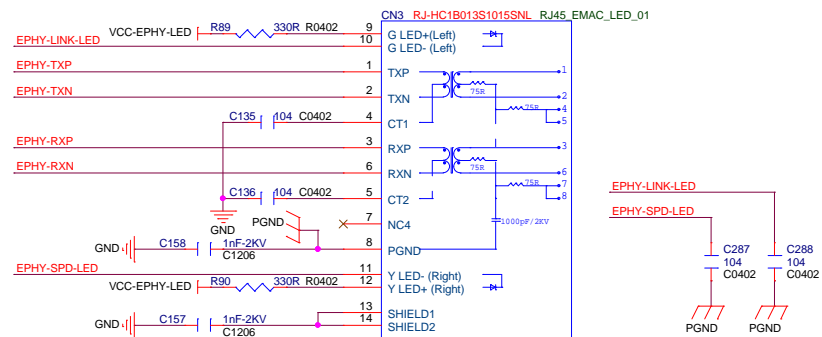 CN3 RJ-HC1B013S1015SNL RJ45_EMAC_LED_01
VCC-EPHY-LED R89 330R R0402 9 G LED+(Left)
EPHY-LINK-LED 10 G LED- (Left)
EPHY-TXP 1 TXP 1
75R
EPHY-TXN 2 TXN 2
75R 4
C135 104 C0402 4 CT1 5
GND
EPHY-RXP 3 RXP 3
75R
EPHY-RXN 6 RXN 6
75R 7
C136 104 C0402 5 CT2 8
GND
PGND 7 NC4 1000pF/2KV
GND C158 1nF-2KV C1206 8 PGND
EPHY-SPD-LED 11 Y LED- (Right)
VCC-EPHY-LED R90 330R R0402 12 Y LED+ (Right)
13 SHIELD1
GND C157 1nF-2KV C1206 14 SHIELD2
EPHY-LINK-LED
EPHY-SPD-LED
C287 104 C0402
C288 104 C0402
PGND PGND